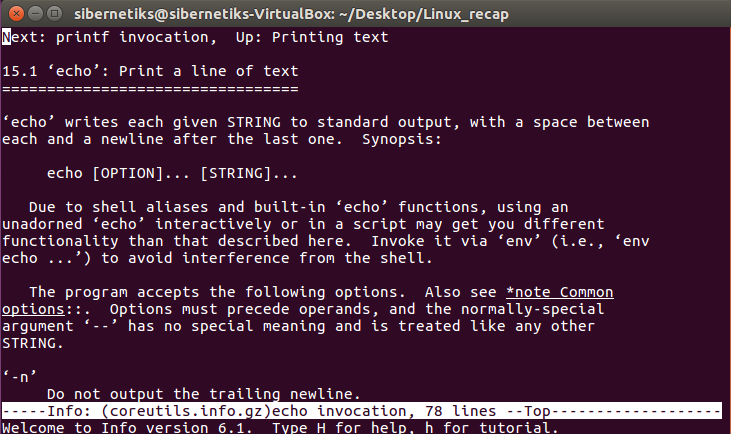 sibernetiks@sibernetiks-VirtualBox: ~/Desktop/Linux_recap
Next: printf invocation,  Up: Printing text
15.1 ‘echo’: Print a line of text
=================================
‘echo’ writes each given STRING to standard output, with a space between
each and a newline after the last one.  Synopsis:
echo [OPTION]... [STRING]...
Due to shell aliases and built-in ‘echo’ functions, using an
unadorned ‘echo’ interactively or in a script may get you different
functionality than that described here.  Invoke it via ‘env’ (i.e., ‘env
echo ...’) to avoid interference from the shell.
The program accepts the following options.  Also see *note Common
options::.  Options must precede operands, and the normally-special
argument ‘--’ has no special meaning and is treated like any other
STRING.
‘-n’
Do not output the trailing newline.
-----Info: (coreutils.info.gz)echo invocation, 78 lines --Top-------------------
Welcome to Info version 6.1.  Type H for help, h for tutorial.